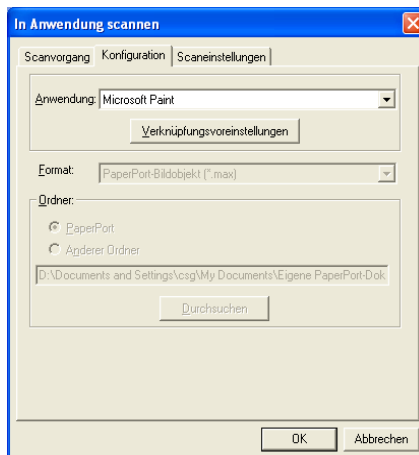 In Anwendung scannen
Scanvorgang Konfiguration Scaneinstellungen
Anwendung: Microsoft Paint
Verknüpfungsvoreinstellungen
Format: PaperPort-Bildobjekt (*.max)
Ordner:
PaperPort
Anderer Ordner
D:\Documents and Settings\csg\My Documents\Eigene PaperPort-Dok
Durchsuchen
OK Abbrechen